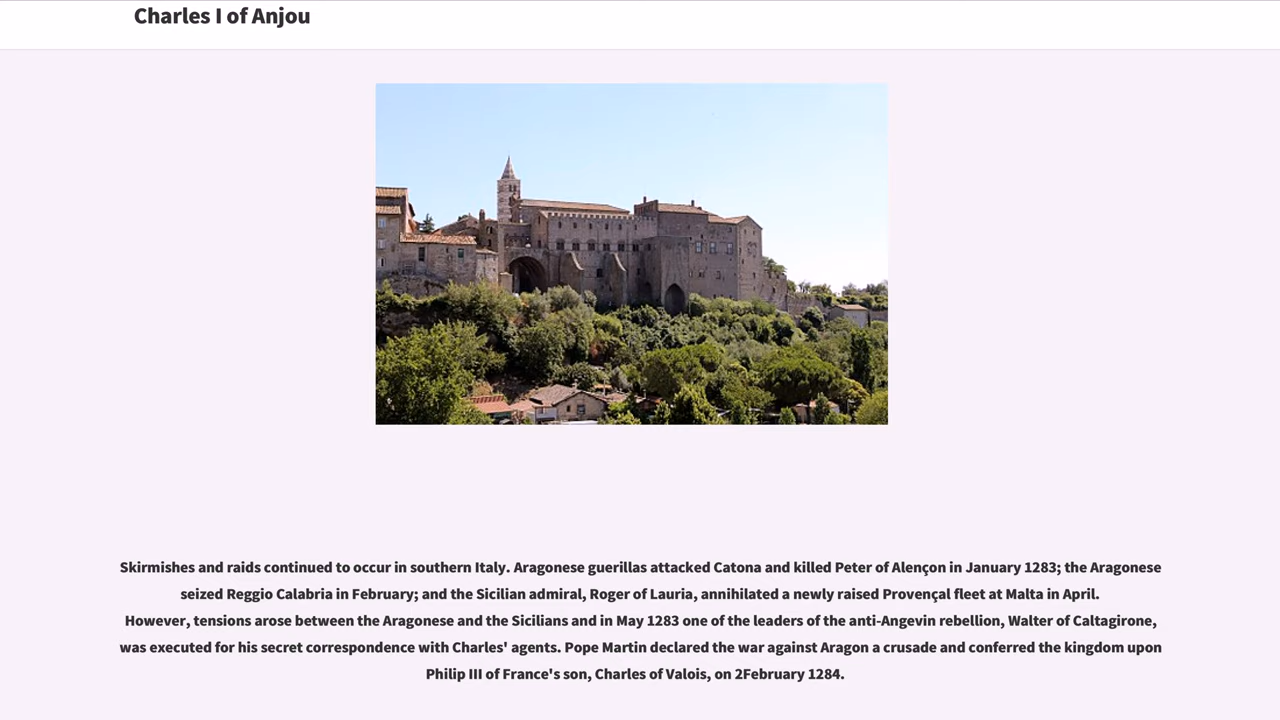 Charles I of Anjou
Skirmishes and raids continued to occur in southern Italy. Aragonese guerillas attacked Catona and killed Peter of Alençon in January 1283; the Aragonese
seized Reggio Calabria in February; and the Sicilian admiral, Roger of Lauria, annihilated a newly raised Provençal fleet at Malta in April.
However, tensions arose between the Aragonese and the Sicilians and in May 1283 one of the leaders of the anti-Angevin rebellion, Walter of Caltagirone,
was executed for his secret correspondence with Charles' agents. Pope Martin declared the war against Aragon a crusade and conferred the kingdom upon
Philip III of France's son, Charles of Valois, on 2February 1284.